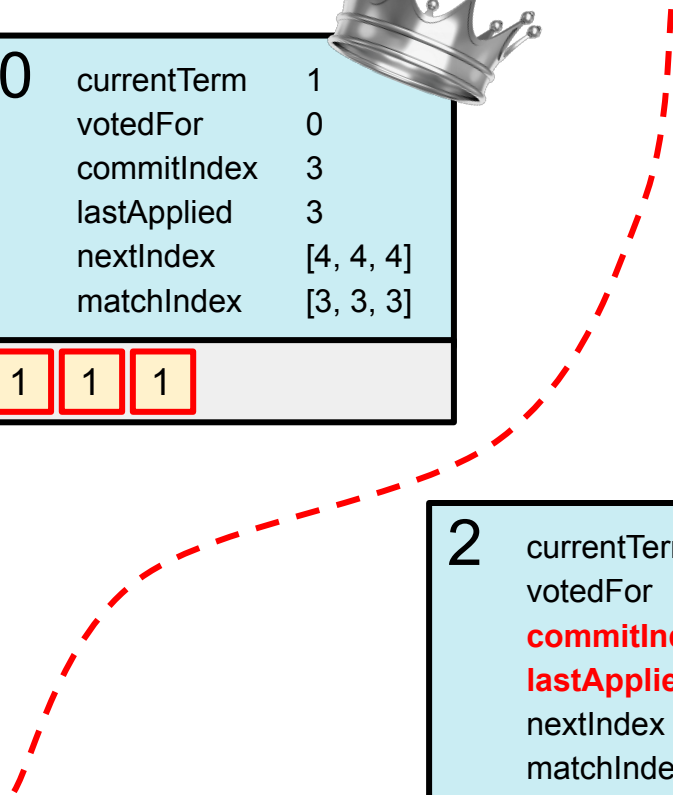 0
currentTerm 1
votedFor 0
commitIndex 3
lastApplied 3
nextIndex [4, 4, 4]
matchIndex [3, 3, 3]
1 1 1
2
votedFor
nextIndex